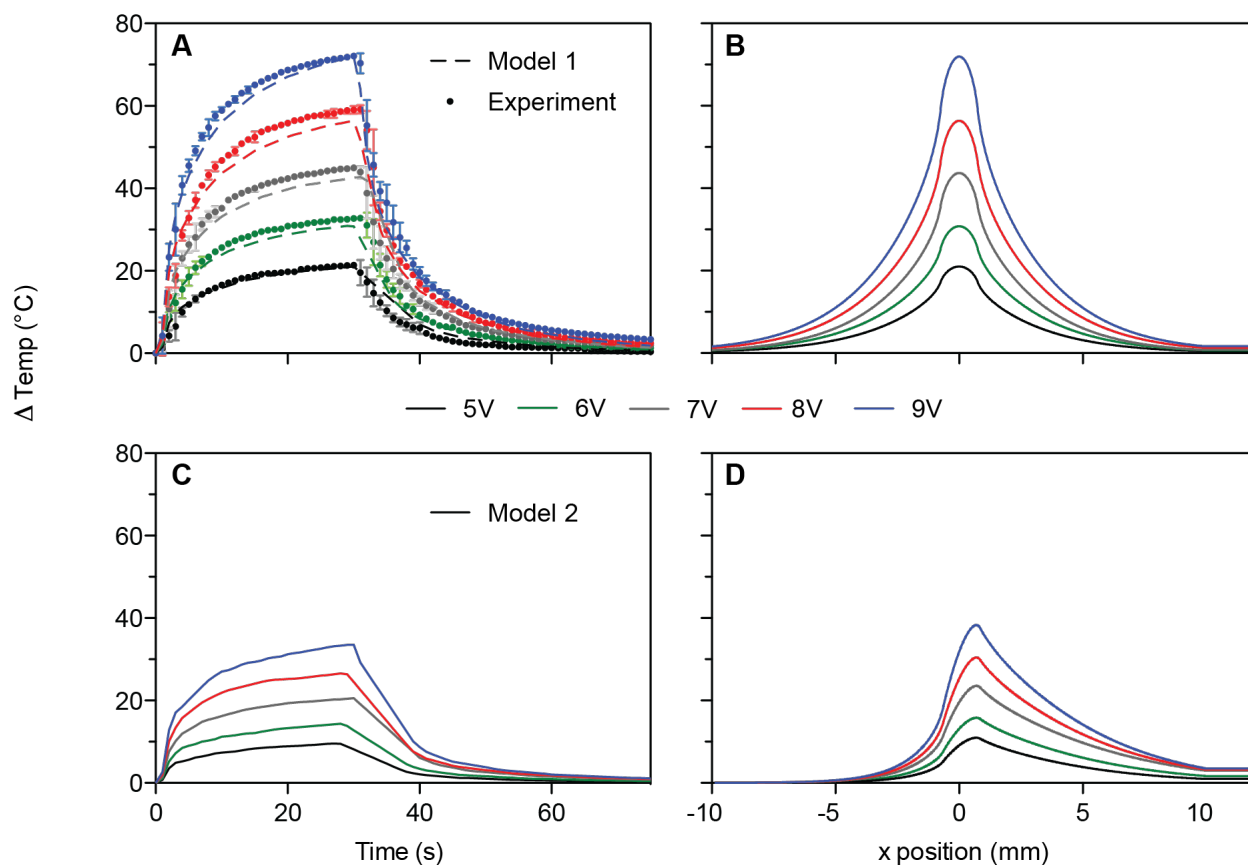 A
B
80
60
40
20
0
Model 1
Experiment
Δ Temp (°C)
5V 6V 7V 8V 9V
C
D
80
60
40
20
0
Model 2
0 20 40 60
-10 -5 0 5 10
Time (s)
x position (mm)